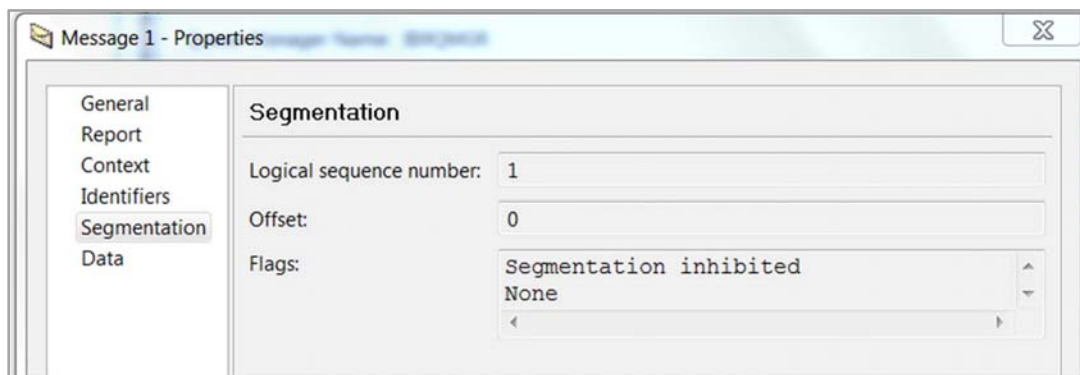 Message 1 - Properties
General
Report
Context
Identifiers
Segmentation
Data
Segmentation
Logical sequence number: 1
Offset: 0
Flags: Segmentation inhibited
None